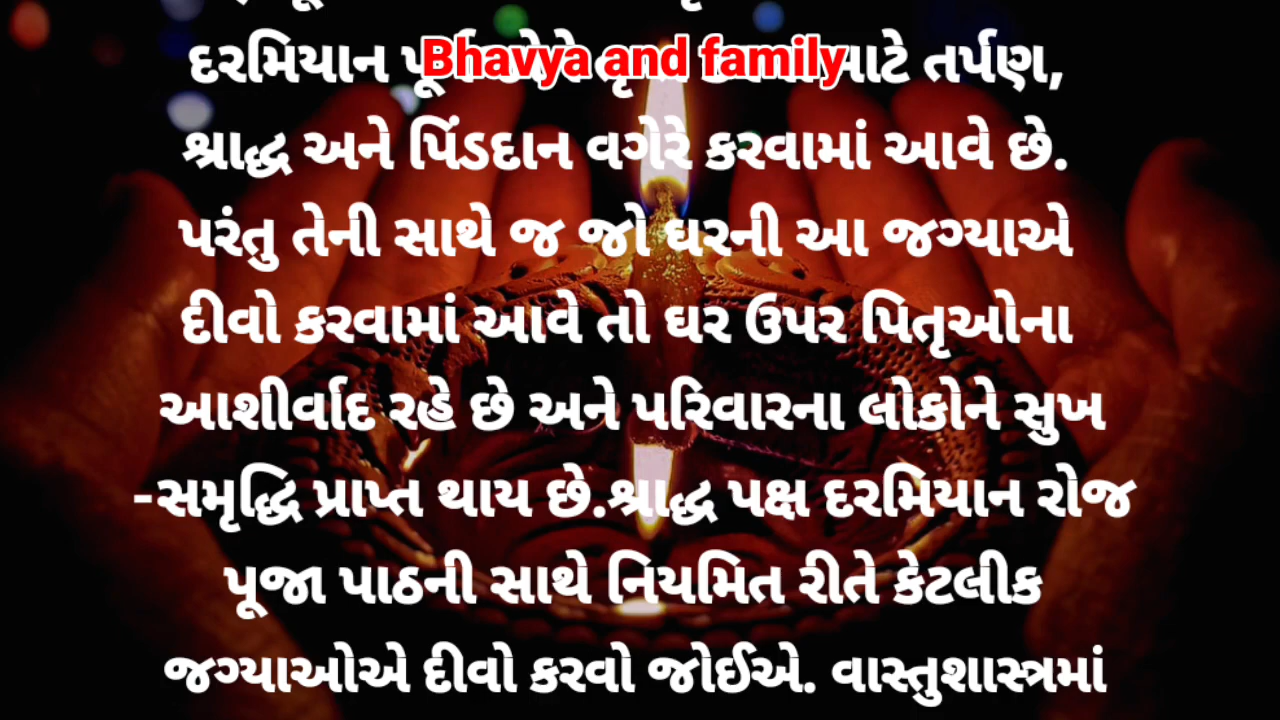 Bhavya and family
દરમિયાન માટે તર્પણ,
શ્રાદ્ધ અને પિંડદાન વગેરે કરવામાં આવે છે.
પરંતુ તેની સાથે જ જો ઘરની આ જગ્યાએ
દીવો કરવામાં આવે તો ઘર ઉપર પિતૃઓના
આશીર્વાદ રહે છે અને પરિવારના લોકોને સુખ
-સમૃદ્ધિ પ્રાપ્ત થાય છે.શ્રાદ્ધ પક્ષ દરમિયાન રોજ
પૂજા પાઠની સાથે નિયમિત રીતે કેટલીક
જગ્યાઓએ દીવો કરવો જોઈએ. વાસ્તુશાસ્ત્રમાં